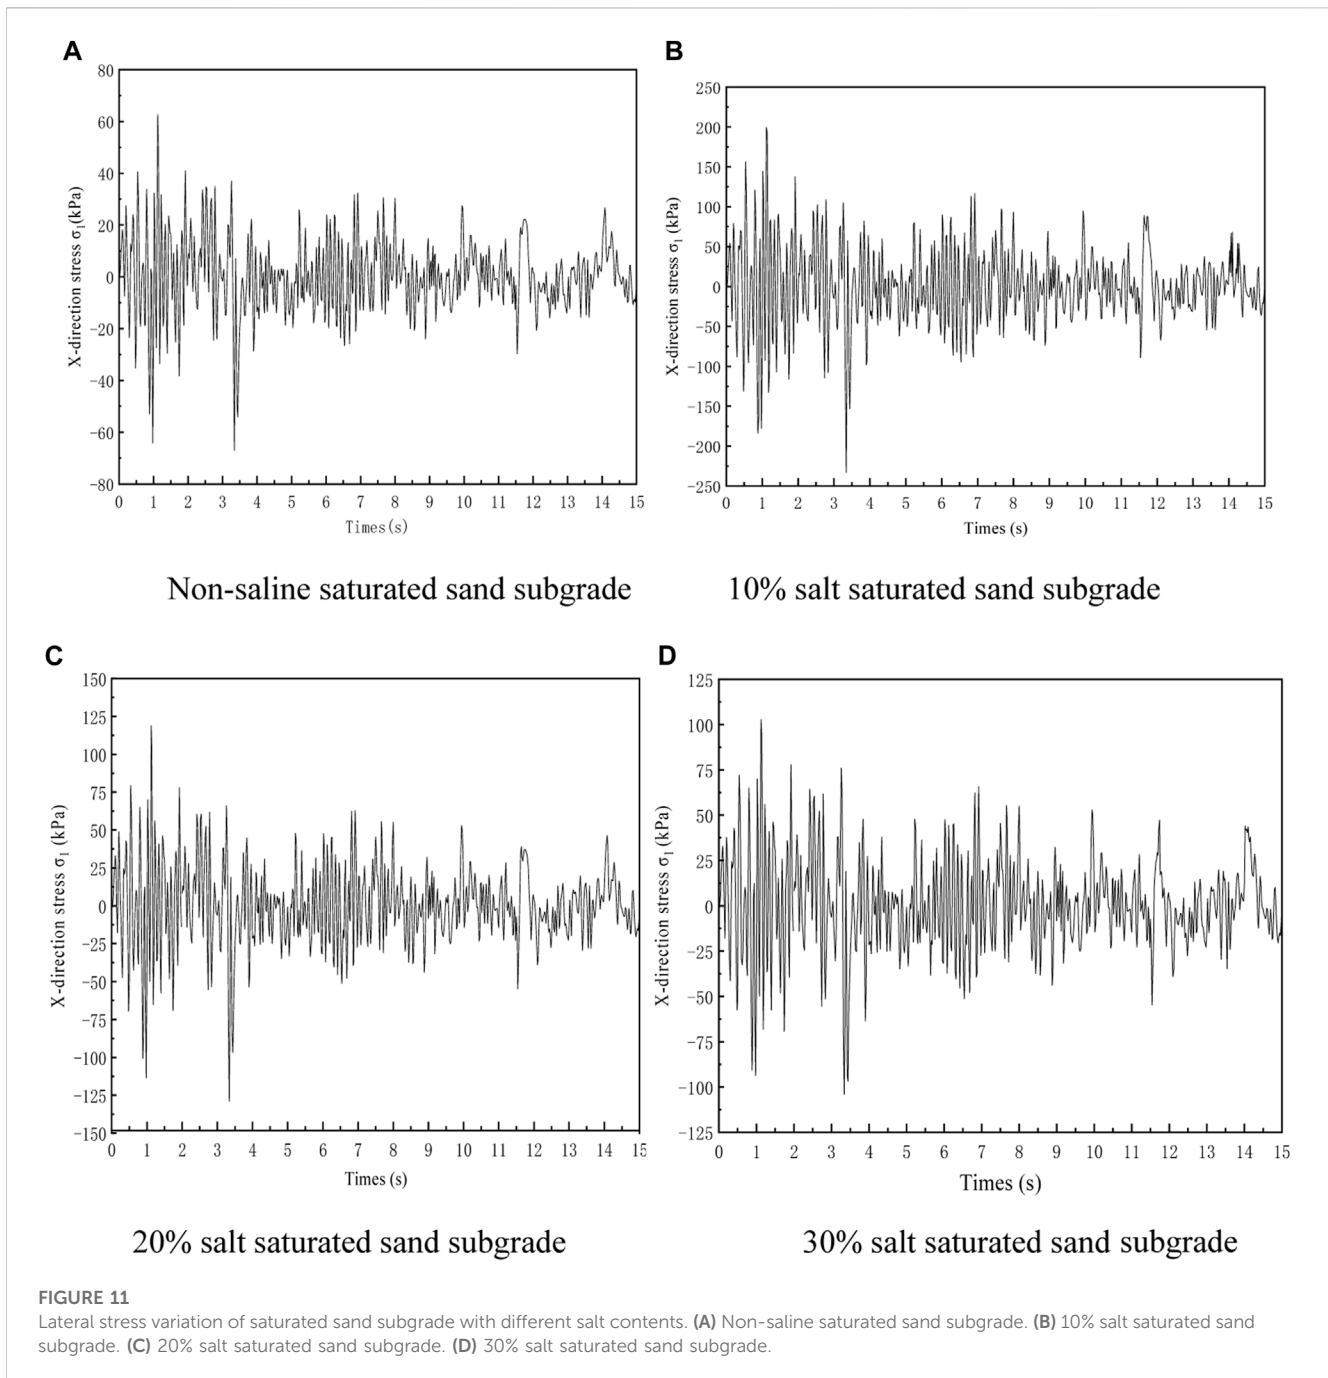 A
80
60
40
20
0
−20
−40
−60
−80
X-direction stress σ1(kPa)
0 1 2 3 4 5 6 7 8 9 10 11 12 13 14 15
Times(s)
Non-saline saturated sand subgrade
B
250
200
150
100
50
0
−50
−100
−150
−200
−250
X-direction stress σ1 (kPa)
0 1 2 3 4 5 6 7 8 9 10 11 12 13 14 15
Times (s)
10% salt saturated sand subgrade
C
150
125
100
75
50
25
0
−25
−50
−75
−100
−125
−150
X-direction stress σ1 (kPa)
0 1 2 3 4 5 6 7 8 9 10 11 12 13 14 15
Times (s)
20% salt saturated sand subgrade
D
125
100
75
50
25
0
−25
−50
−75
−100
−125
X-direction stress σ1 (kPa)
0 1 2 3 4 5 6 7 8 9 10 11 12 13 14 15
Times (s)
30% salt saturated sand subgrade
FIGURE 11
Lateral stress variation of saturated sand subgrade with different salt contents. (A) Non-saline saturated sand subgrade. (B) 10% salt saturated sand
subgrade. (C) 20% salt saturated sand subgrade. (D) 30% salt saturated sand subgrade.